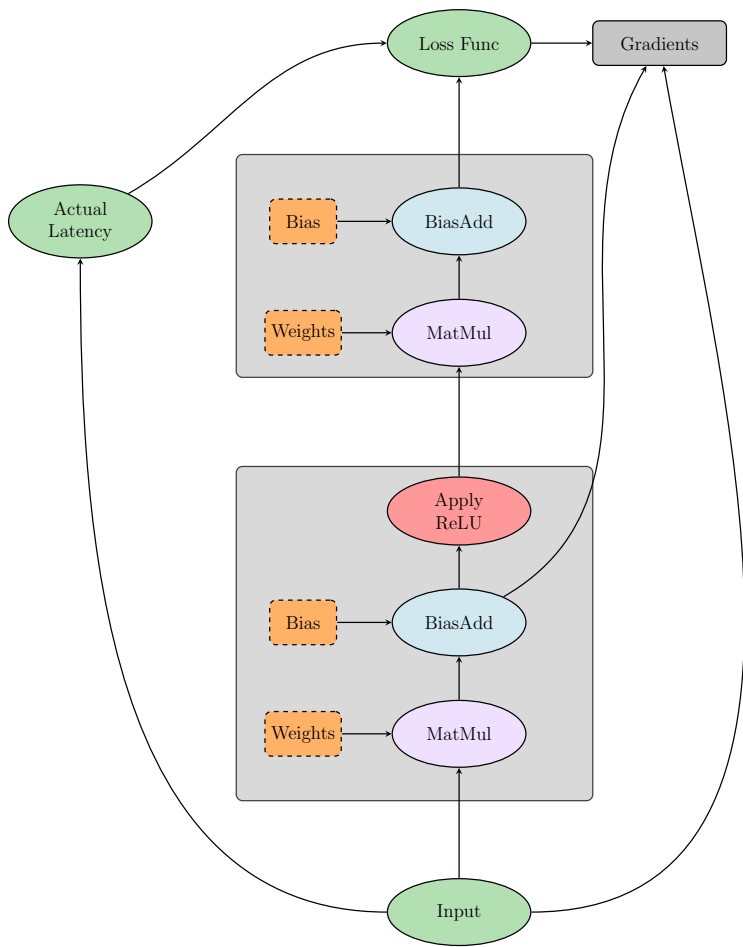 Loss Func
Gradients
Actual
Latency
Bias
BiasAdd
Weights
MatMul
Apply
ReLU
Bias
BiasAdd
Weights
MatMul
Input